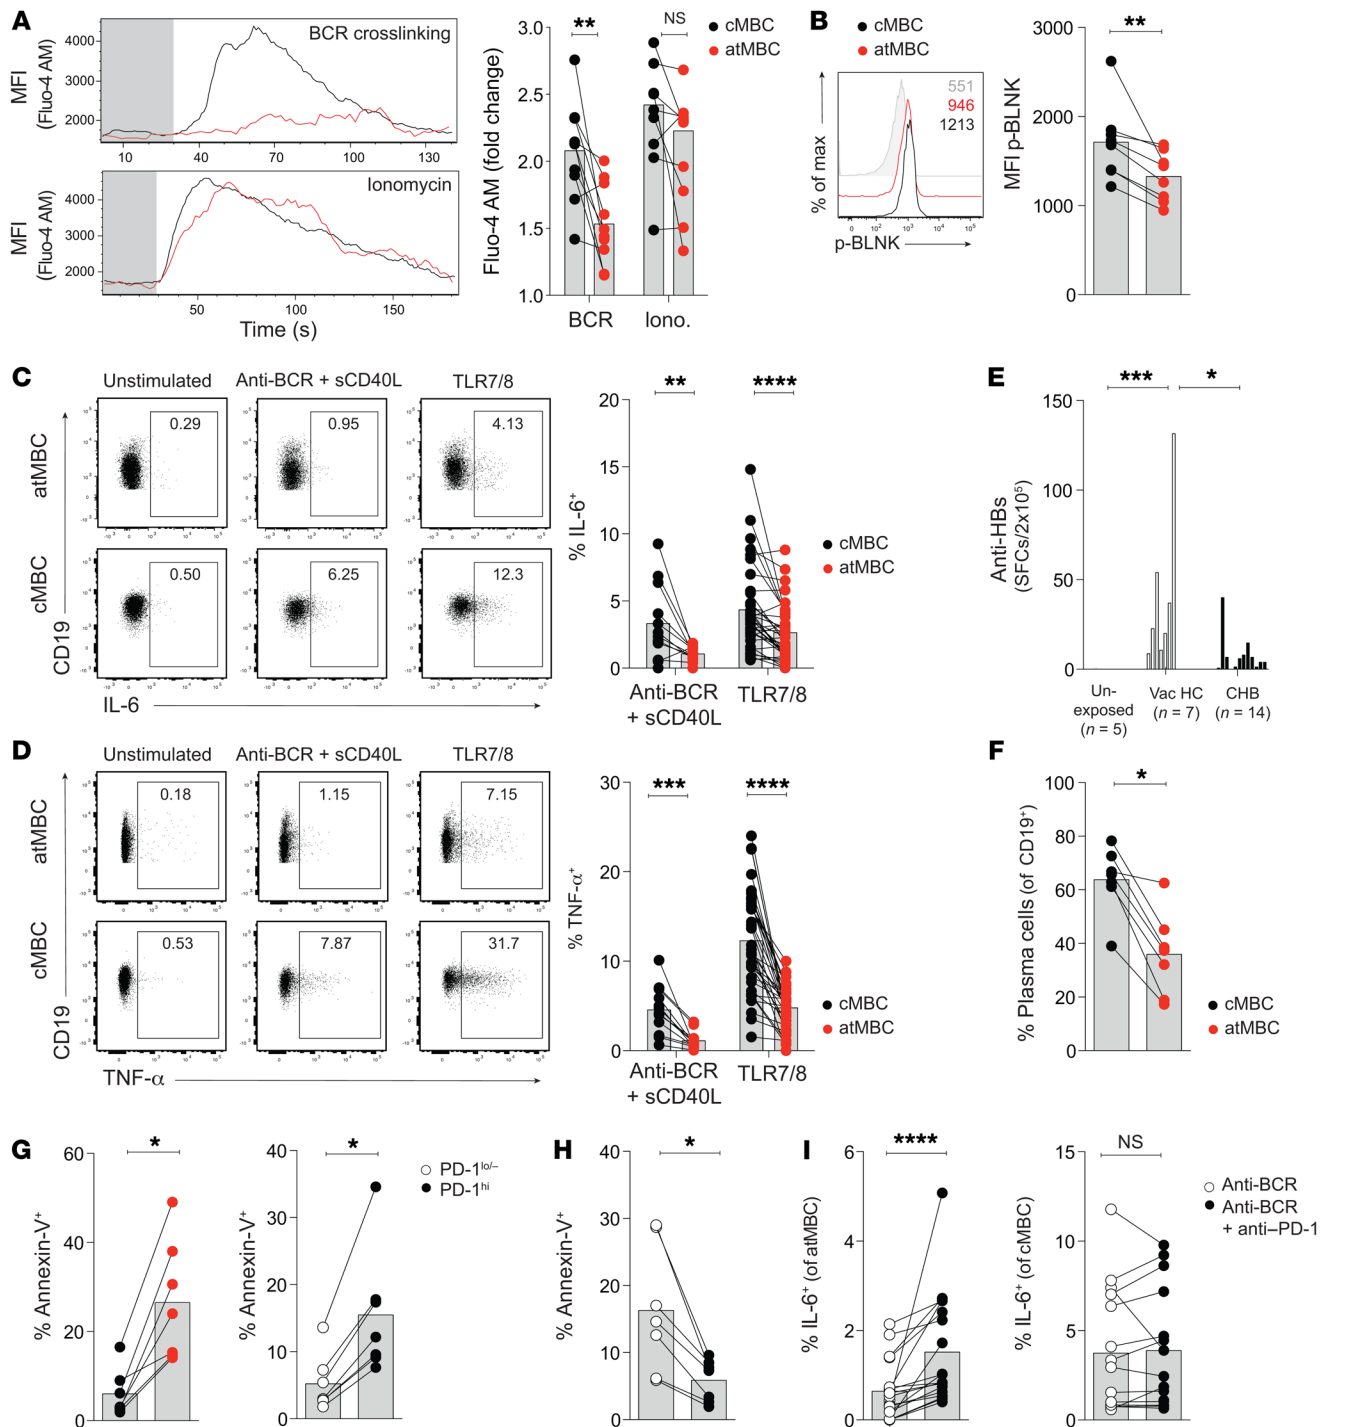 A
MFI
(Fluo-4 AM)
4000
3000
2000
BCR crosslinking
10 40 70 100 130
MFI
(Fluo-4 AM)
4000
3000
2000
Ionomycin
50 100 150
Time (s)
Fluo-4 AM (fold change)
3.0
2.5
2.0
1.5
1.0
** NS
BCR Iono.
cMBC
atMBC
B
cMBC
atMBC
% of max
551
946
1213
0 10² 10³ 10⁴ 10⁵
p-BLNK
MFI p-BLNK
3000
2000
1000
0
**
C
Unstimulated Anti-BCR + sCD40L TLR7/8
atMBC
0.29 0.95 4.13
cMBC
0.50 6.25 12.3
CD19
IL-6
% IL-6⁺
20
15
10
5
0
** ****
Anti-BCR
+ sCD40L
TLR7/8
cMBC
atMBC
E
*** *
Anti-HBs
(SFCs/2x10⁵)
150
100
50
0
Un-
exposed
(n = 5)
Vac HC
(n = 7)
CHB
(n = 14)
D
Unstimulated Anti-BCR + sCD40L TLR7/8
atMBC
0.18 1.15 7.15
cMBC
0.53 7.87 31.7
CD19
TNF-α
% TNF-α⁺
30
20
10
0
*** ****
Anti-BCR
+ sCD40L
TLR7/8
cMBC
atMBC
F
% Plasma cells (of CD19⁺)
100
80
60
40
20
0
*
cMBC
atMBC
G
% Annexin-V⁺
60
40
20
0
*
% Annexin-V⁺
40
30
20
10
0
*
PD-1ˡᵒ/⁻
PD-1ʰⁱ
H
% Annexin-V⁺
40
30
20
10
0
*
I
% IL-6⁺ (of atMBC)
6
4
2
0
****
% IL-6⁺ (of cMBC)
15
10
5
0
NS
Anti-BCR
Anti-BCR
+ anti–PD-1